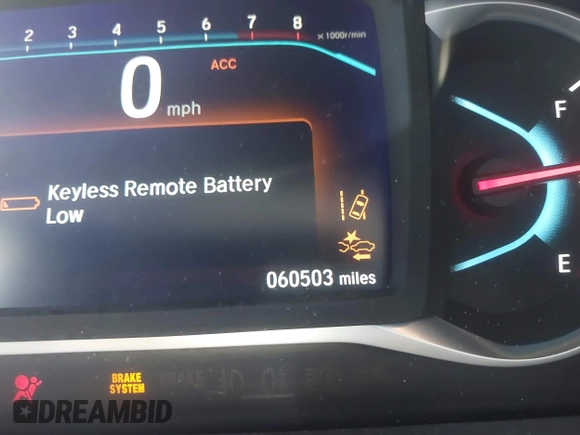 2 3 4 5 6 7 8 x1000r/min
ACC
0 mph
F
Keyless Remote Battery
Low
E
060503 miles
BRAKE
SYSTEM
DREAMBID